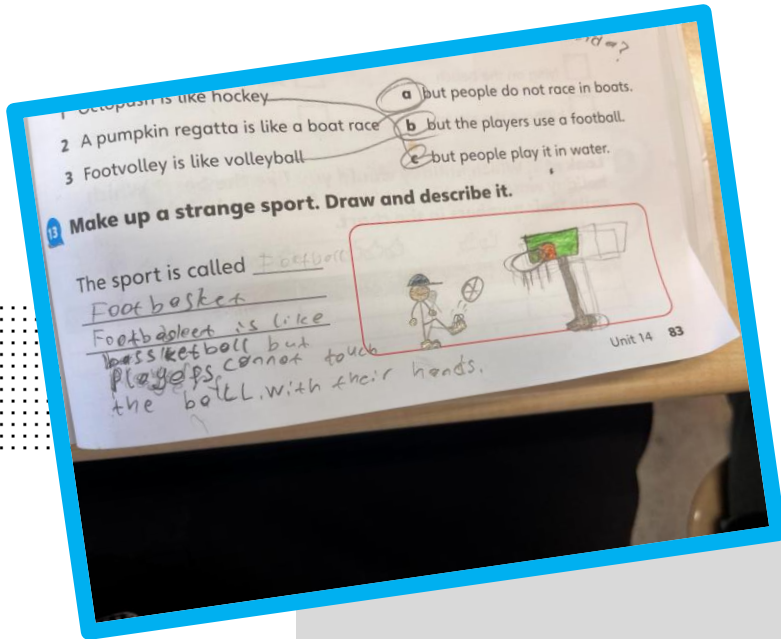 1 Octopush is like hockey
a but people do not race in boats.
2 A pumpkin regatta is like a boat race
b but the players use a football.
3 Footvolley is like volleyball
c but people play it in water.
13 Make up a strange sport. Draw and describe it.
The sport is called
Footbasket
Footbasket is like
bassketboll but
players cannot touch
the ball with their hands.
Unit 14 83